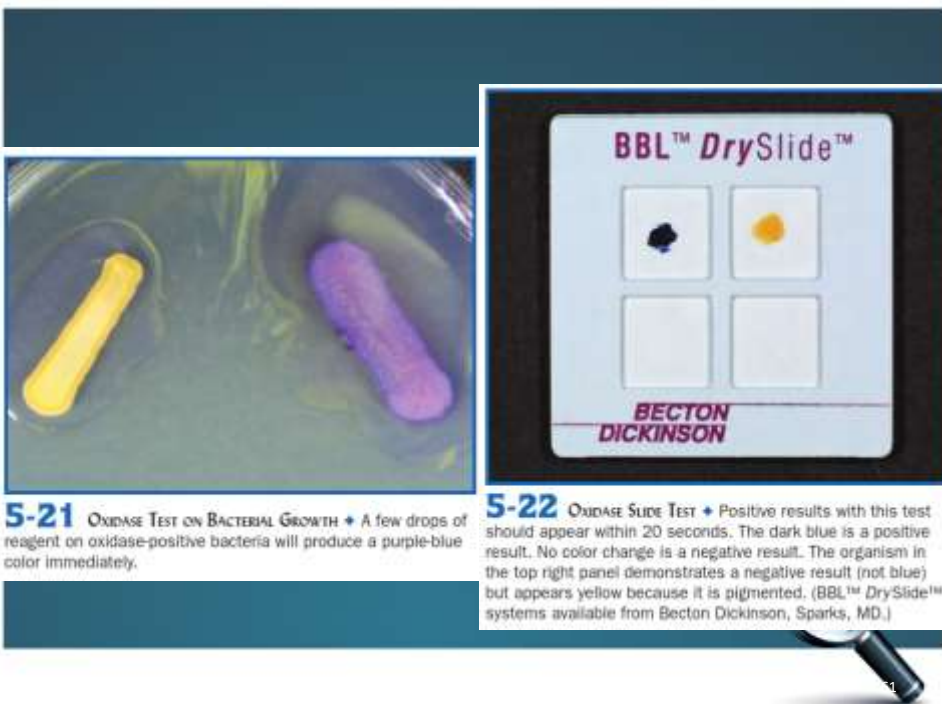 BBL™ DrySlide™
BECTON
DICKINSON
5-21 OXIDASE TEST ON BACTERIAL GROWTH ✦ A few drops of
reagent on oxidase-positive bacteria will produce a purple-blue
color immediately.
5-22 OXIDASE SLIDE TEST ✦ Positive results with this test
should appear within 20 seconds. The dark blue is a positive
result. No color change is a negative result. The organism in
the top right panel demonstrates a negative result (not blue)
but appears yellow because it is pigmented. (BBL™ DrySlide™
systems available from Becton Dickinson, Sparks, MD.)